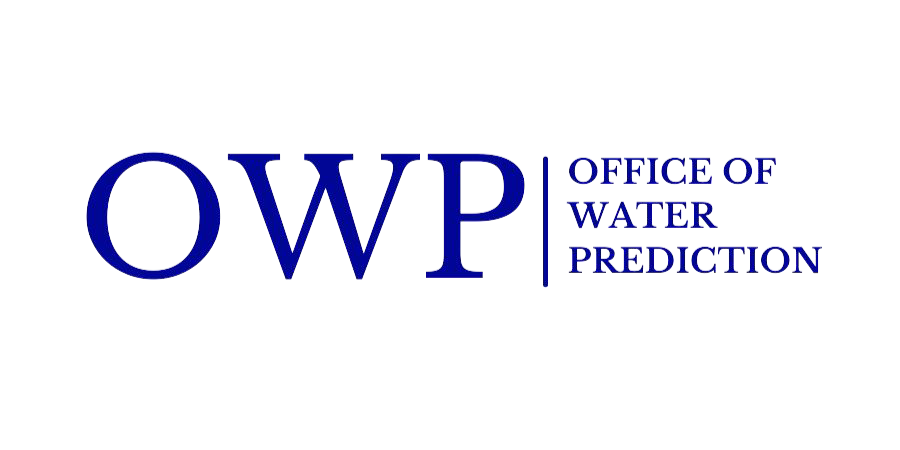 OWP
OFFICE OF
WATER
PREDICTION